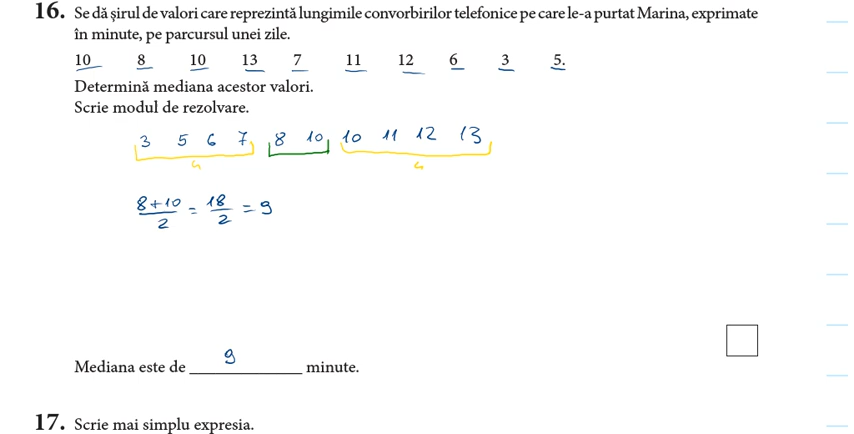 16. Se dă șirul de valori care reprezintă lungimile convorbirilor telefonice pe care le-a purtat Marina, exprimate
în minute, pe parcursul unei zile.
10 8 10 13 7 11 12 6 3 5.
Determină mediana acestor valori.
Scrie modul de rezolvare.
3 5 6 7 8 10 10 11 12 13
4 4
8+10/2 = 18/2 = 9
Mediana este de 9 minute.
17. Scrie mai simplu expresia.